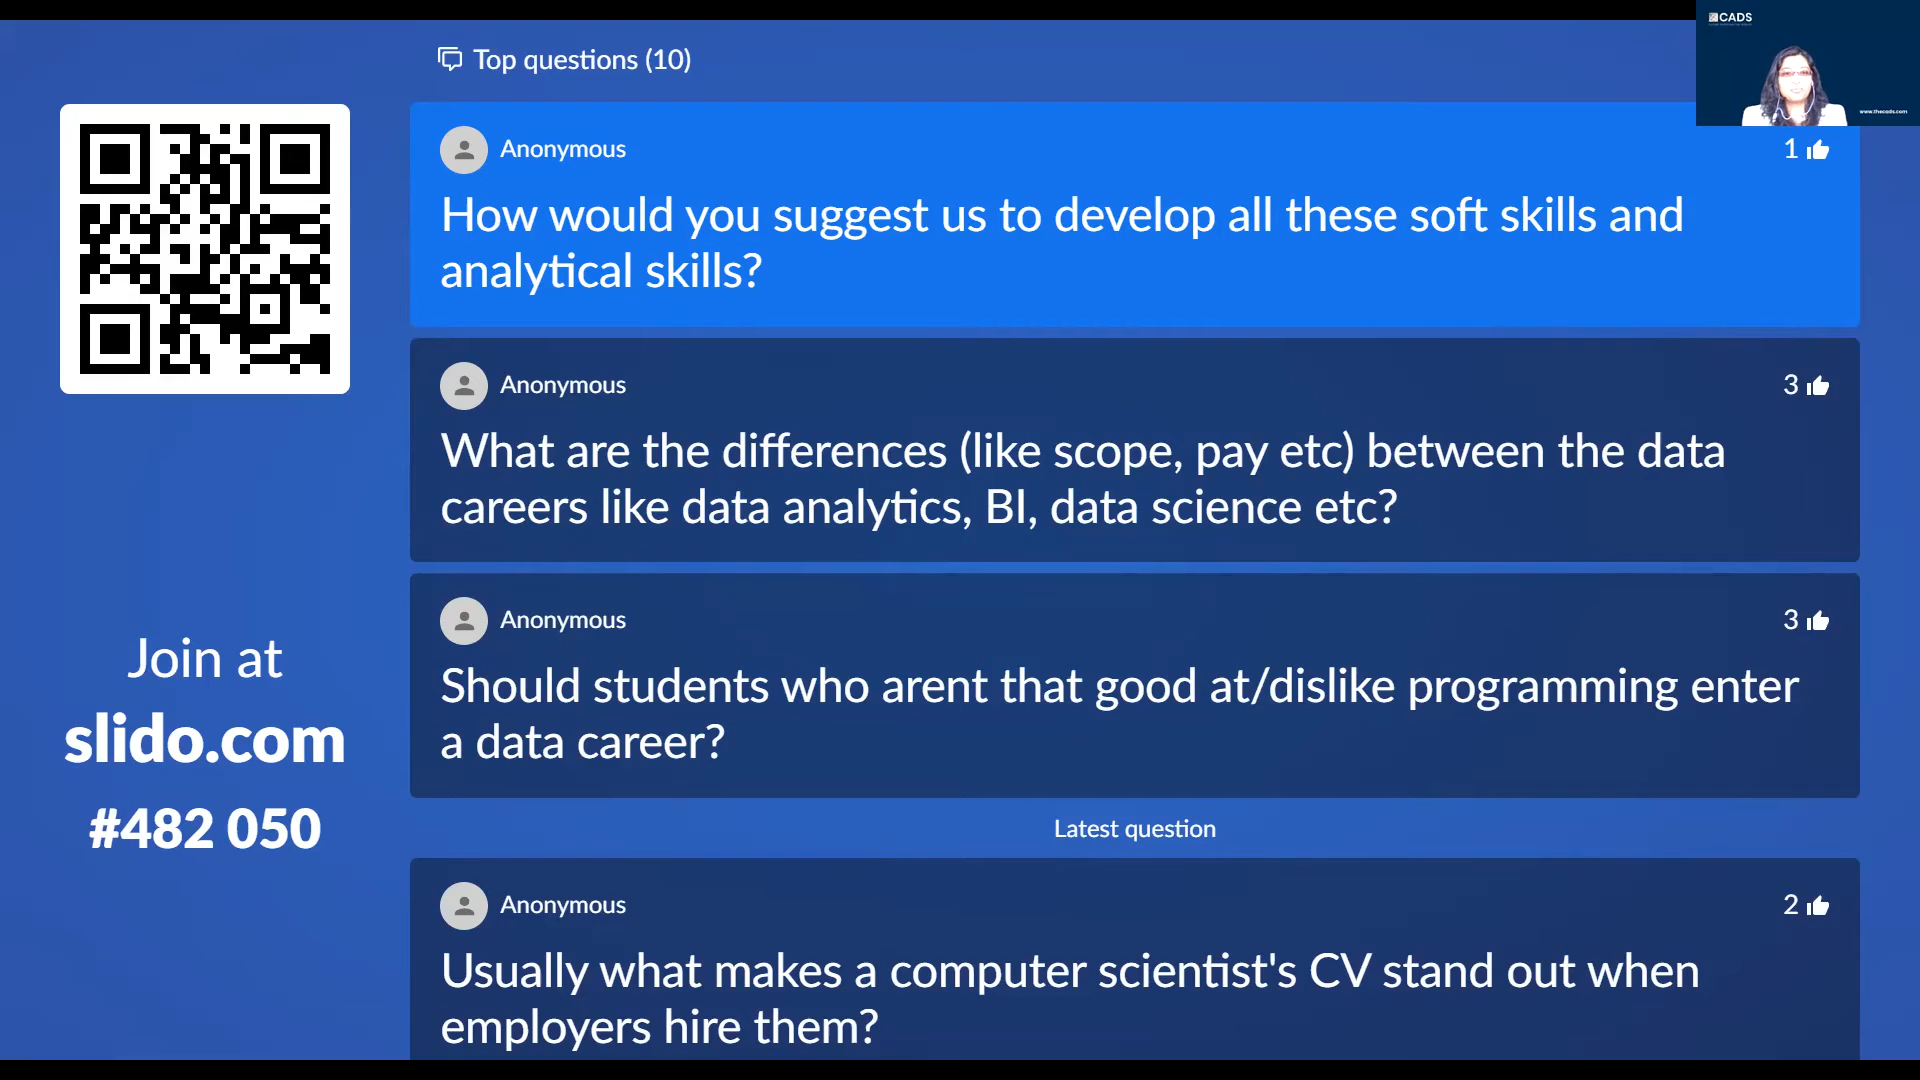 Top questions (10)
CADS
www.thecads.com
Anonymous
1
How would you suggest us to develop all these soft skills and
analytical skills?
Anonymous
3
What are the differences (like scope, pay etc) between the data
careers like data analytics, BI, data science etc?
Anonymous
3
Should students who arent that good at/dislike programming enter
a data career?
Join at
slido.com
#482 050
Latest question
Anonymous
2
Usually what makes a computer scientist's CV stand out when
employers hire them?